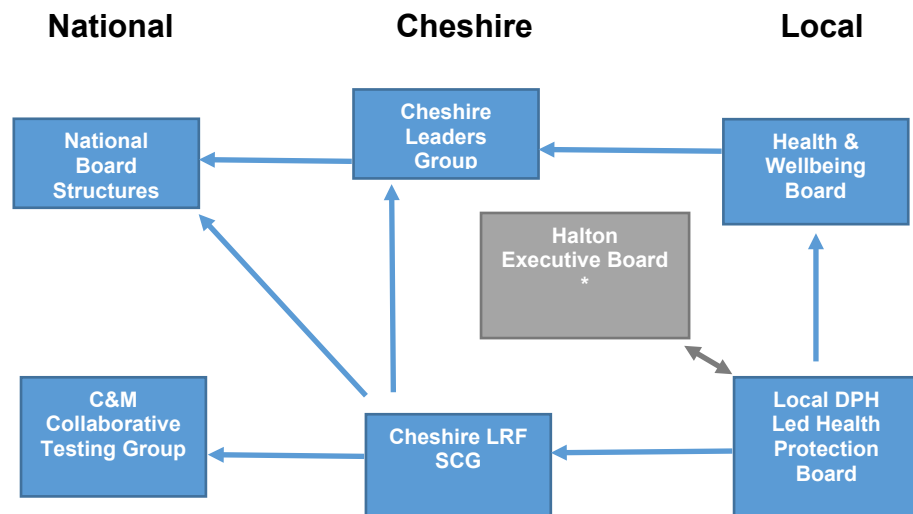 National
Cheshire
Local
National
Board
Structures
Cheshire
Leaders
Group
Health &
Wellbeing
Board
Halton
Executive Board
*
C&M
Collaborative
Testing Group
Cheshire LRF
SCG
Local DPH
Led Health
Protection
Board